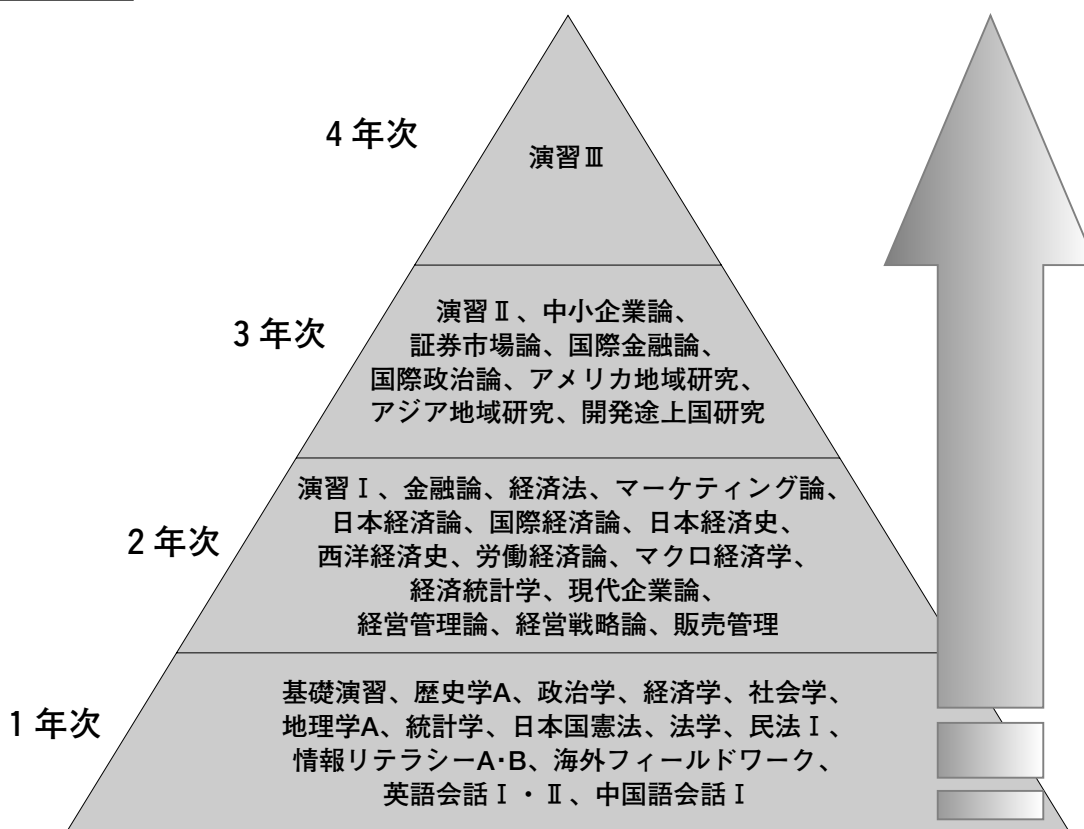 4年次
演習Ⅲ
3年次
演習Ⅱ、中小企業論、
証券市場論、国際金融論、
国際政治論、アメリカ地域研究、
アジア地域研究、開発途上国研究
2年次
演習Ⅰ、金融論、経済法、マーケティング論、
日本経済論、国際経済論、日本経済史、
西洋経済史、労働経済論、マクロ経済学、
経済統計学、現代企業論、
経営管理論、経営戦略論、販売管理
1年次
基礎演習、歴史学A、政治学、経済学、社会学、
地理学A、統計学、日本国憲法、法学、民法Ⅰ、
情報リテラシーA・B、海外フィールドワーク、
英語会話Ⅰ・Ⅱ、中国語会話Ⅰ